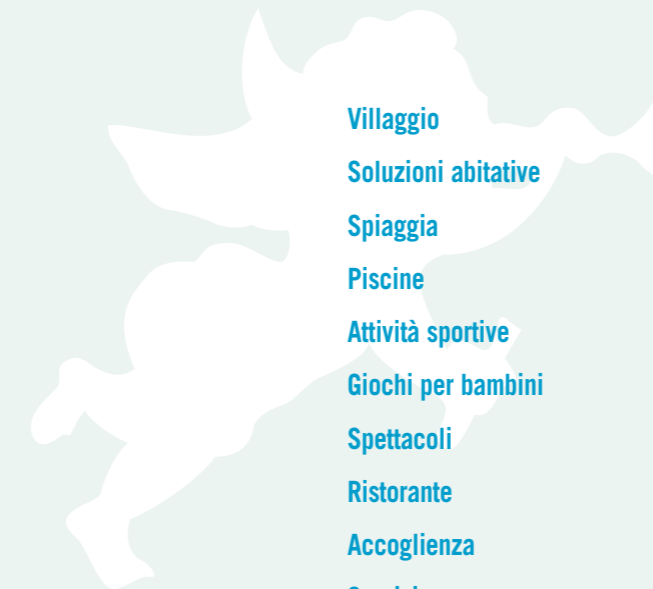 Villaggio
Soluzioni abitative
Spiaggia
Piscine
Attività sportive
Giochi per bambini
Spettacoli
Ristorante
Accoglienza